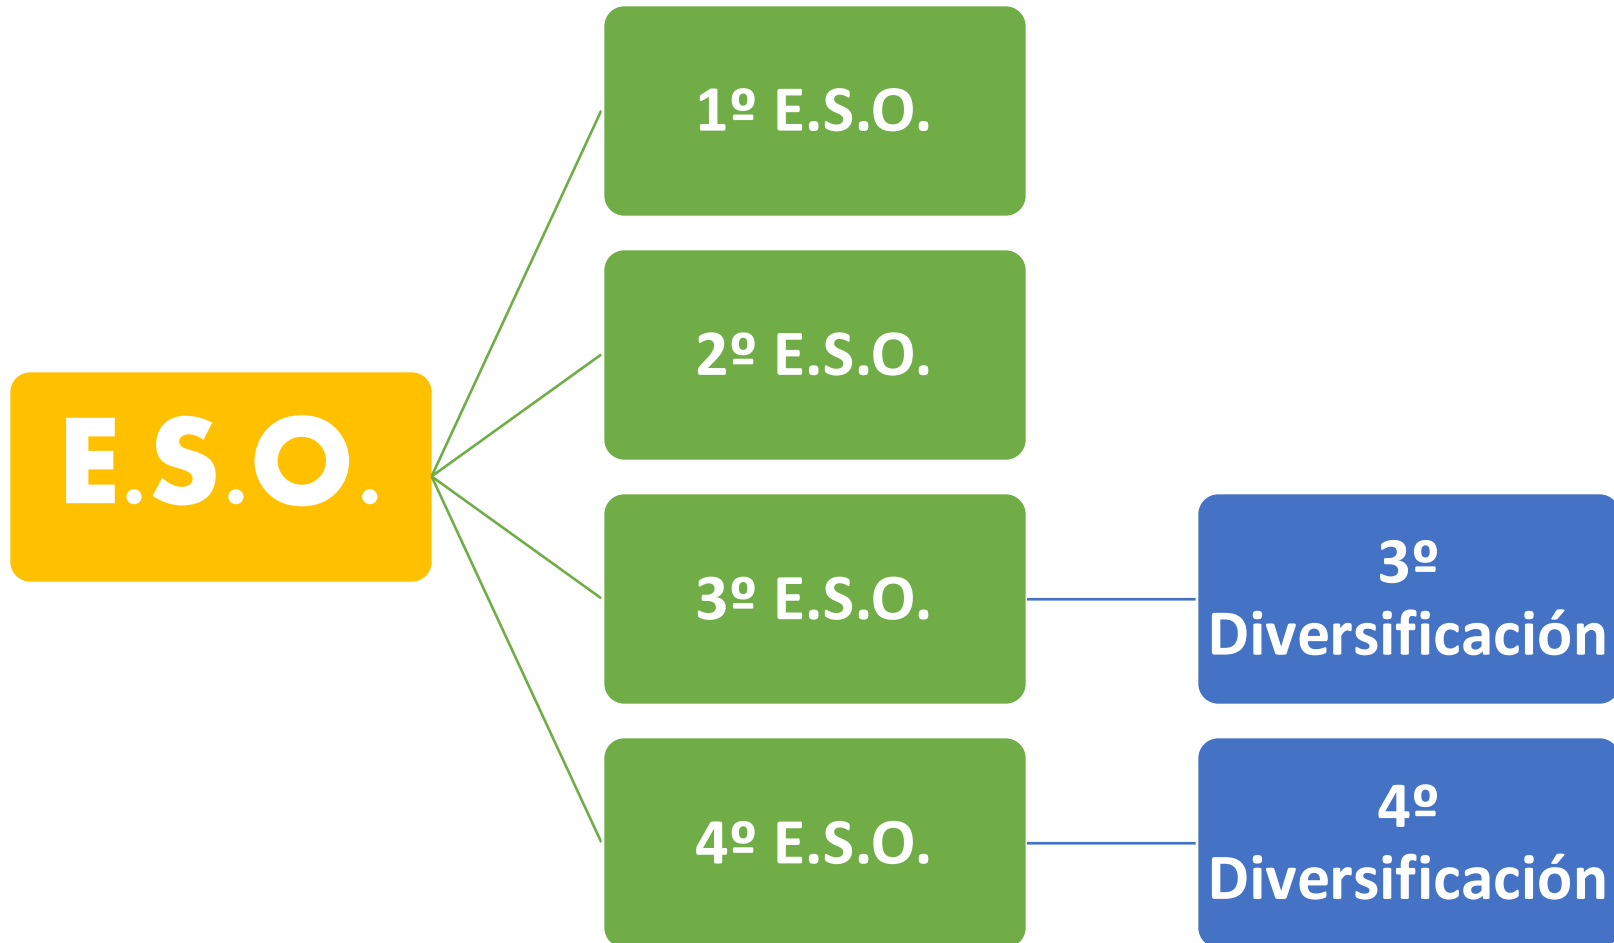 E.S.O.
1º E.S.O.
2º E.S.O.
3º E.S.O.
3º
Diversificación
4º E.S.O.
4º
Diversificación